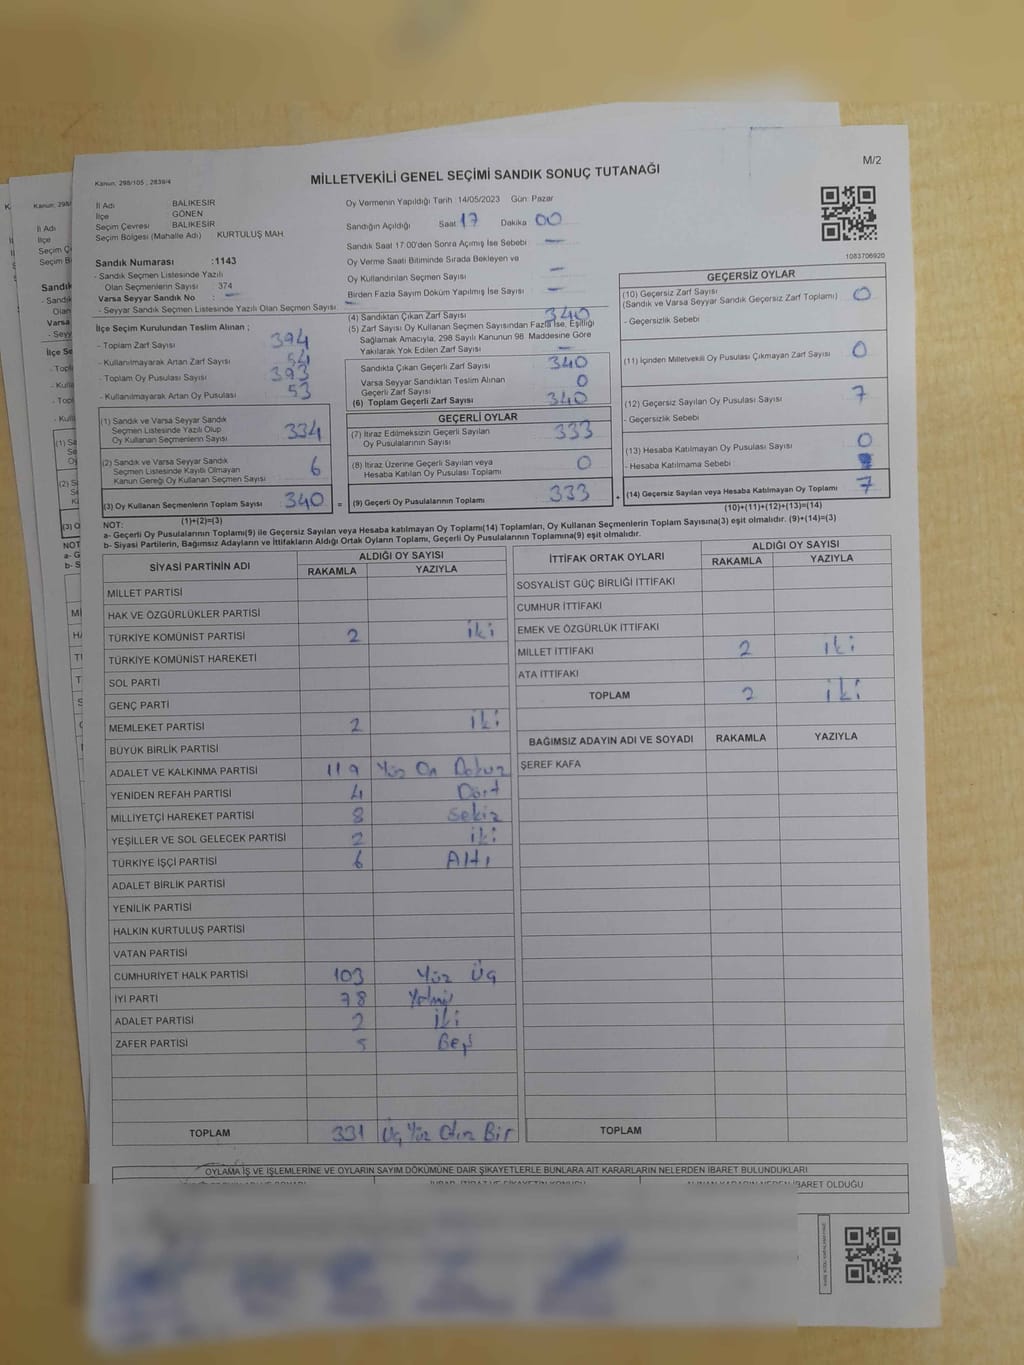 M/2
Kanun: 298/105 ; 2839/4
MİLLETVEKİLİ GENEL SEÇİMİ SANDIK SONUÇ TUTANAĞI
İl Adı BALIKESİR
İlçe GÖNEN
Seçim Çevresi BALIKESİR
Seçim Bölgesi (Mahalle Adı) KURTULUŞ MAH.
Oy Vermenin Yapıldığı Tarih 14/05/2023 Gün: Pazar
Sandığın Açıldığı Saat 17 Dakika 00
Sandık Saat 17.00'den Sonra Açımış İse Sebebi —
Oy Verme Saati Bitiminde Sırada Bekleyen ve
Oy Kullandırılan Seçmen Sayısı —
Birden Fazla Sayım Döküm Yapılmış İse Sayısı —
1083706920
Sandık Numarası :1143
- Sandık Seçmen Listesinde Yazılı
Olan Seçmenlerin Sayısı : 374
Varsa Seyyar Sandık No : —
- Seyyar Sandık Seçmen Listesinde Yazılı Olan Seçmen Sayısı : —
İlçe Seçim Kurulundan Teslim Alınan ;
- Toplam Zarf Sayısı 394
- Kullanılmayarak Artan Zarf Sayısı 54
- Toplam Oy Pusulası Sayısı 393
- Kullanılmayarak Artan Oy Pusulası 53
(1) Sandık ve Varsa Seyyar Sandık
Seçmen Listesinde Yazılı Olup
Oy Kullanan Seçmenlerin Sayısı 334
(2) Sandık ve Varsa Seyyar Sandık
Seçmen Listesinde Kayıtlı Olmayan
Kanun Gereği Oy Kullanan Seçmen Sayısı 6
(3) Oy Kullanan Seçmenlerin Toplam Sayısı 340
(1)+(2)=(3)
(4) Sandıktan Çıkan Zarf Sayısı 340
(5) Zarf Sayısı Oy Kullanan Seçmen Sayısından Fazla İse, Eşitliği
Sağlamak Amacıyla, 298 Sayılı Kanunun 98. Maddesine Göre
Yakılarak Yok Edilen Zarf Sayısı —
Sandıkta Çıkan Geçerli Zarf Sayısı 340
Varsa Seyyar Sandıktan Teslim Alınan
Geçerli Zarf Sayısı 0
(6) Toplam Geçerli Zarf Sayısı 340
GEÇERLİ OYLAR
(7) İtiraz Edilmeksizin Geçerli Sayılan
Oy Pusulalarının Sayısı 333
(8) İtiraz Üzerine Geçerli Sayılan veya
Hesaba Katılan Oy Pusulası Toplamı 0
= (9) Geçerli Oy Pusulalarının Toplamı 333
GEÇERSİZ OYLAR
(10) Geçersiz Zarf Sayısı
(Sandık ve Varsa Seyyar Sandık Geçersiz Zarf Toplamı) 0
- Geçersizlik Sebebi
(11) İçinden Milletvekili Oy Pusulası Çıkmayan Zarf Sayısı 0
(12) Geçersiz Sayılan Oy Pusulası Sayısı 7
- Geçersizlik Sebebi
(13) Hesaba Katılmayan Oy Pusulası Sayısı 0
- Hesaba Katılmama Sebebi
+ (14) Geçersiz Sayılan veya Hesaba Katılmayan Oy Toplamı 7
(10)+(11)+(12)+(13)=(14)
NOT:
a- Geçerli Oy Pusulalarının Toplamı(9) ile Geçersiz Sayılan veya Hesaba katılmayan Oy Toplamı(14) Toplamları, Oy Kullanan Seçmenlerin Toplam Sayısına(3) eşit olmalıdır. (9)+(14)=(3)
b- Siyasi Partilerin, Bağımsız Adayların ve İttifakların Aldığı Ortak Oyların Toplamı, Geçerli Oy Pusulalarının Toplamına(9) eşit olmalıdır.
SİYASİ PARTİNİN ADI ALDIĞI OY SAYISI
RAKAMLA YAZIYLA
MİLLET PARTİSİ
HAK VE ÖZGÜRLÜKLER PARTİSİ
TÜRKİYE KOMÜNİST PARTİSİ 2 iki
TÜRKİYE KOMÜNİST HAREKETİ
SOL PARTİ
GENÇ PARTİ
MEMLEKET PARTİSİ 2 iki
BÜYÜK BİRLİK PARTİSİ
ADALET VE KALKINMA PARTİSİ 119 Yüz On Dokuz
YENİDEN REFAH PARTİSİ 4 Dört
MİLLİYETÇİ HAREKET PARTİSİ 8 sekiz
YEŞİLLER VE SOL GELECEK PARTİSİ 2 iki
TÜRKİYE İŞÇİ PARTİSİ 6 Altı
ADALET BİRLİK PARTİSİ
YENİLİK PARTİSİ
HALKIN KURTULUŞ PARTİSİ
VATAN PARTİSİ
CUMHURİYET HALK PARTİSİ 103 Yüz Üç
İYİ PARTİ 78
ADALET PARTİSİ 2 İki
ZAFER PARTİSİ 5 Beş
TOPLAM 331 Üç Yüz Otuz Bir
İTTİFAK ORTAK OYLARI ALDIĞI OY SAYISI
RAKAMLA YAZIYLA
SOSYALİST GÜÇ BİRLİĞİ İTTİFAKI
CUMHUR İTTİFAKI
EMEK VE ÖZGÜRLÜK İTTİFAKI
MİLLET İTTİFAKI 2 iki
ATA İTTİFAKI
TOPLAM 2 iki
BAĞIMSIZ ADAYIN ADI VE SOYADI RAKAMLA YAZIYLA
ŞEREF KAFA
TOPLAM
OYLAMA İŞ VE İŞLEMLERİNE VE OYLARIN SAYIM DÖKÜMÜNE DAİR ŞİKAYETLERLE BUNLARA AİT KARARLARIN NELERDEN İBARET BULUNDUKLARI